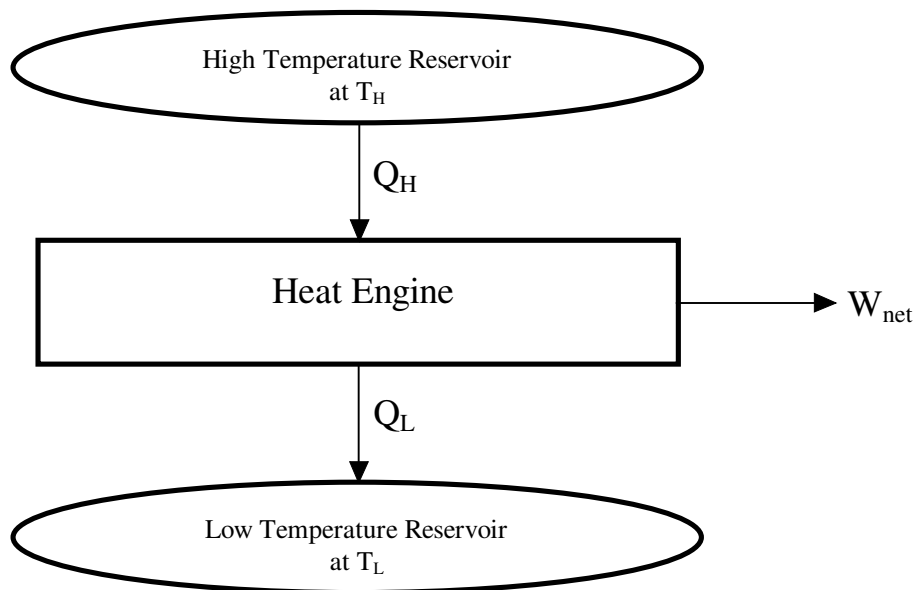 High Temperature Reservoir
at T_H
Q_H
Heat Engine
W_net
Q_L
Low Temperature Reservoir
at T_L